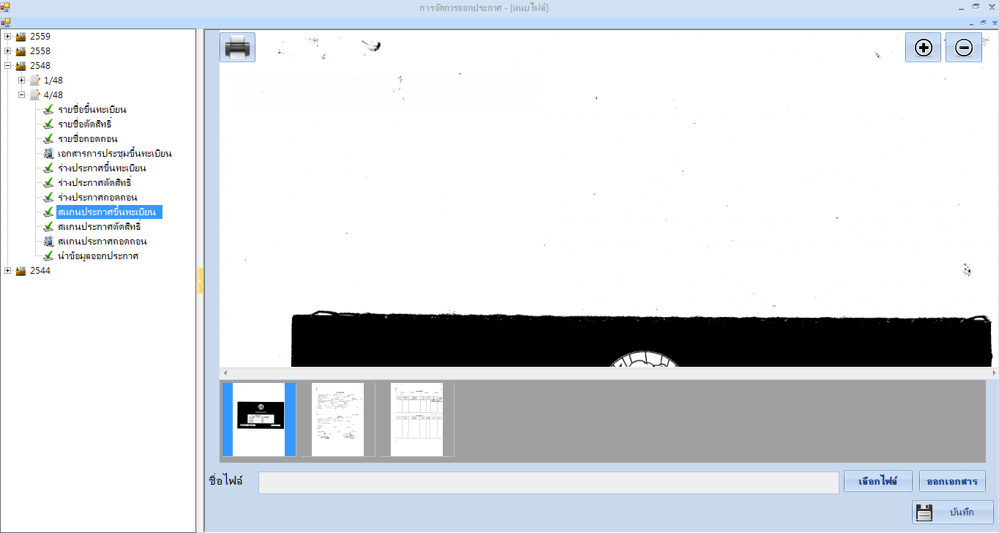 การจัดการออกประกาศ - [แนบไฟล์]
2559
2558
2548
1/48
4/48
รายชื่อขึ้นทะเบียน
รายชื่อตัดสิทธิ์
รายชื่อถอดถอน
เอกสารการประชุมขึ้นทะเบียน
ร่างประกาศขึ้นทะเบียน
ร่างประกาศตัดสิทธิ์
ร่างประกาศถอดถอน
สแกนประกาศขึ้นทะเบียน
สแกนประกาศตัดสิทธิ์
สแกนประกาศถอดถอน
นำข้อมูลออกประกาศ
2544
ชื่อไฟล์
เลือกไฟล์
ออกเอกสาร
บันทึก